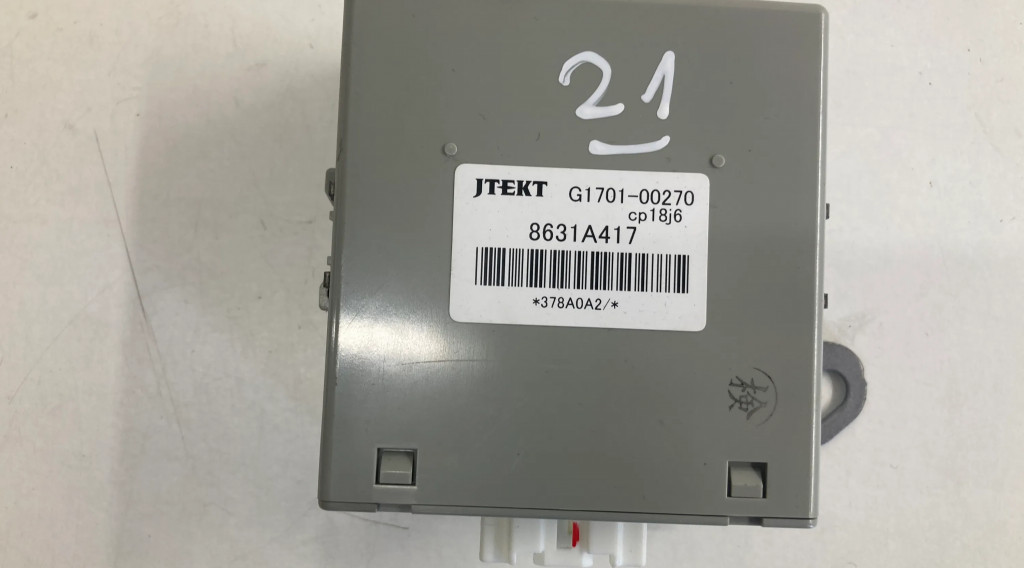 21
JTEKT G1701-00270
cp18j6
8631A417
*378A0A2/*
検